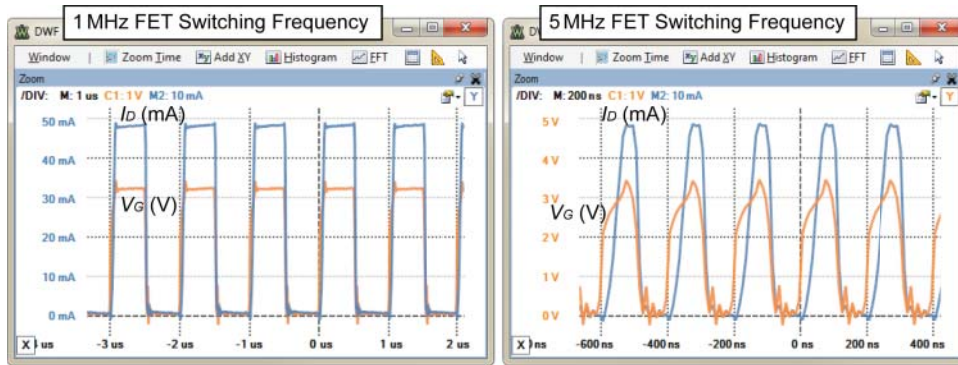 1 MHz FET Switching Frequency
DWF
Window | Zoom Time Add XY Histogram FFT
Zoom
/DIV: M: 1 us C1: 1 V M2: 10 mA Y
50 mA
ID (mA)
40 mA
30 mA
VG (V)
20 mA
10 mA
0 mA
X us -3 us -2 us -1 us 0 us 1 us 2 us
5 MHz FET Switching Frequency
Window | Zoom Time Add XY Histogram FFT
Zoom
/DIV: M: 200 ns C1: 1 V M2: 10 mA Y
5 V
ID (mA)
4 V
3 V
VG (V)
2 V
1 V
0 V
X ns -600 ns -400 ns -200 ns 0 ns 200 ns 400 ns